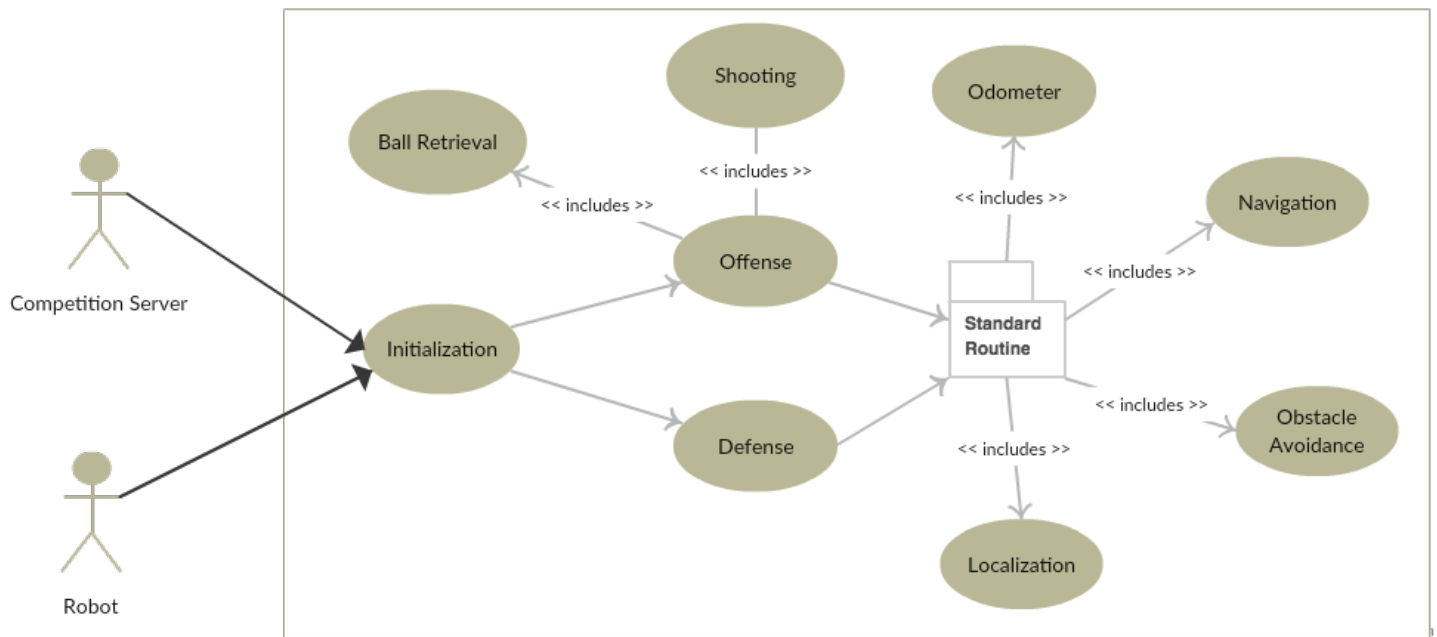 Shooting
Odometer
Ball Retrieval
<< includes >>
<< includes >>
<< includes >>
Navigation
Offense
<< includes >>
Competition Server
Standard
Routine
Initialization
<< includes >>
Obstacle
Avoidance
Defense
<< includes >>
Localization
Robot